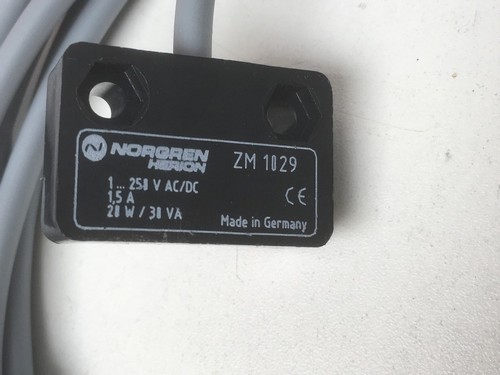 NORGREN
HERION
ZM 1029
1 ... 250 V AC/DC
1,5 A
20 W / 30 VA
CE
Made in Germany